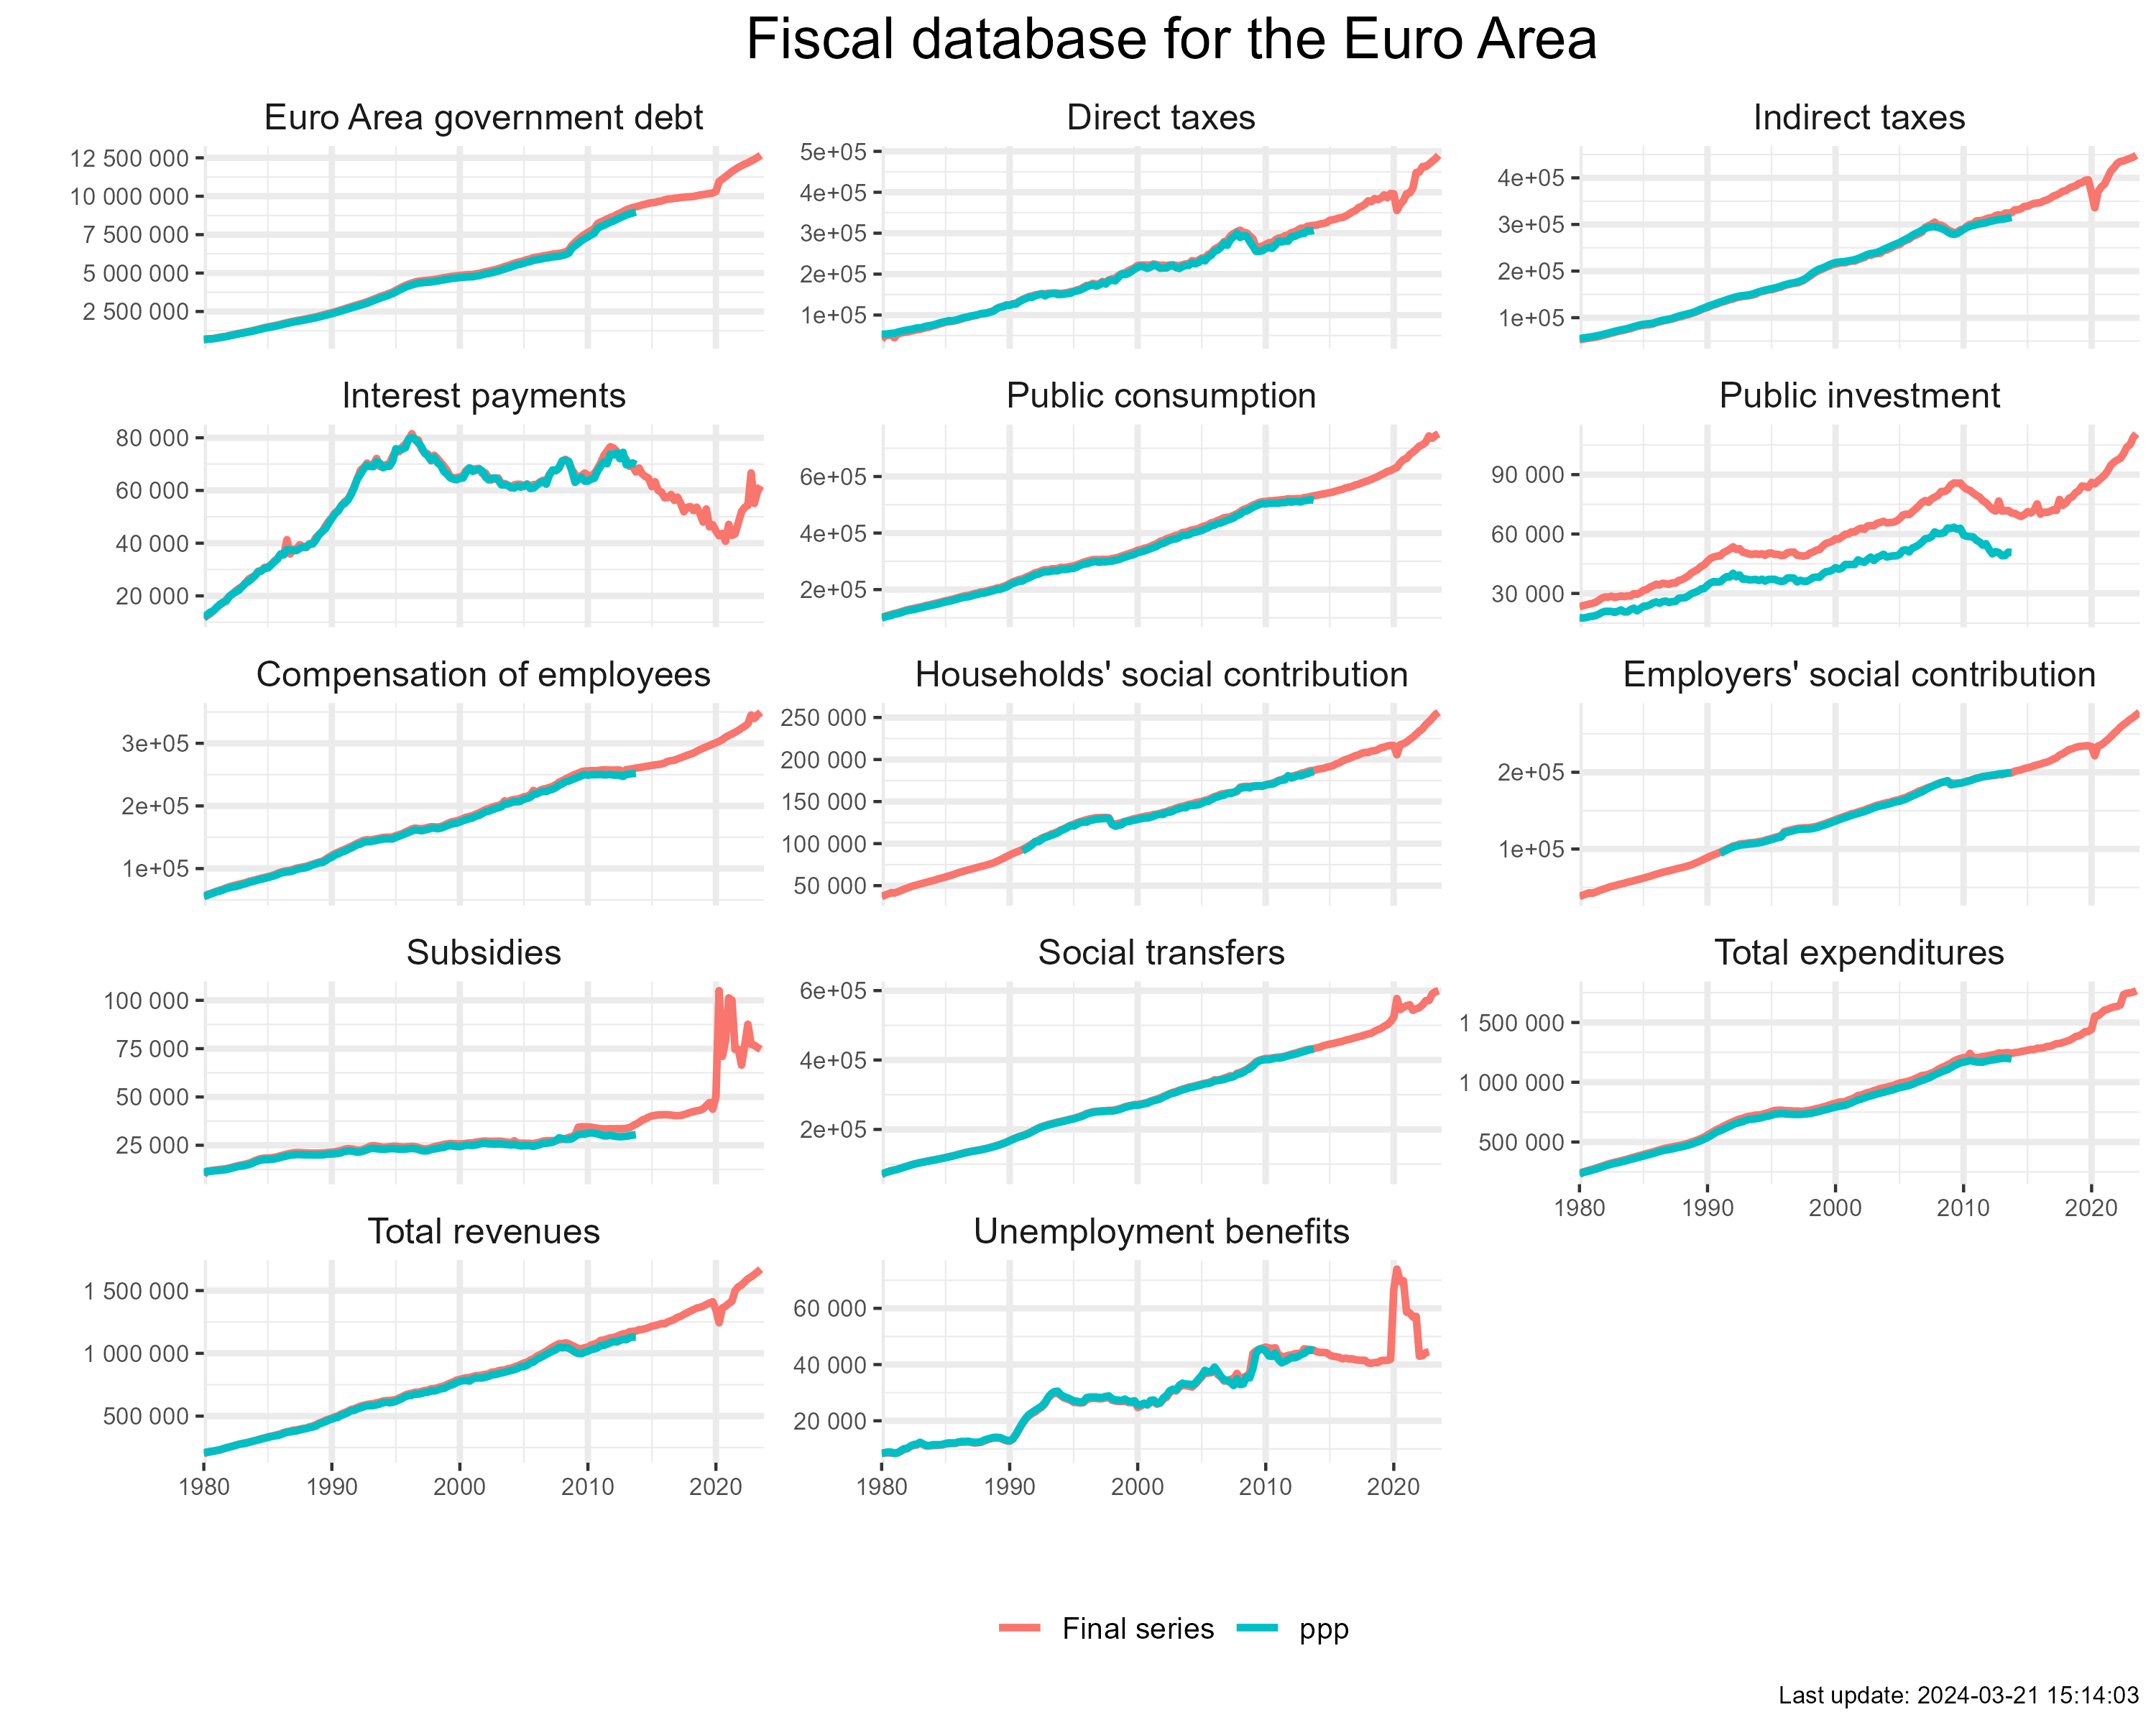 Fiscal database for the Euro Area
Euro Area government debt
12 500 000
10 000 000
7 500 000
5 000 000
2 500 000
Direct taxes
5e+05
4e+05
3e+05
2e+05
1e+05
Indirect taxes
4e+05
3e+05
2e+05
1e+05
Interest payments
80 000
60 000
40 000
20 000
Public consumption
6e+05
4e+05
2e+05
Public investment
90 000
60 000
30 000
Compensation of employees
3e+05
2e+05
1e+05
Households' social contribution
250 000
200 000
150 000
100 000
50 000
Employers' social contribution
2e+05
1e+05
Subsidies
100 000
75 000
50 000
25 000
Social transfers
6e+05
4e+05
2e+05
Total expenditures
1 500 000
1 000 000
500 000
1980 1990 2000 2010 2020
Total revenues
1 500 000
1 000 000
500 000
1980 1990 2000 2010 2020
Unemployment benefits
60 000
40 000
20 000
1980 1990 2000 2010 2020
Final series ppp
Last update: 2024-03-21 15:14:03